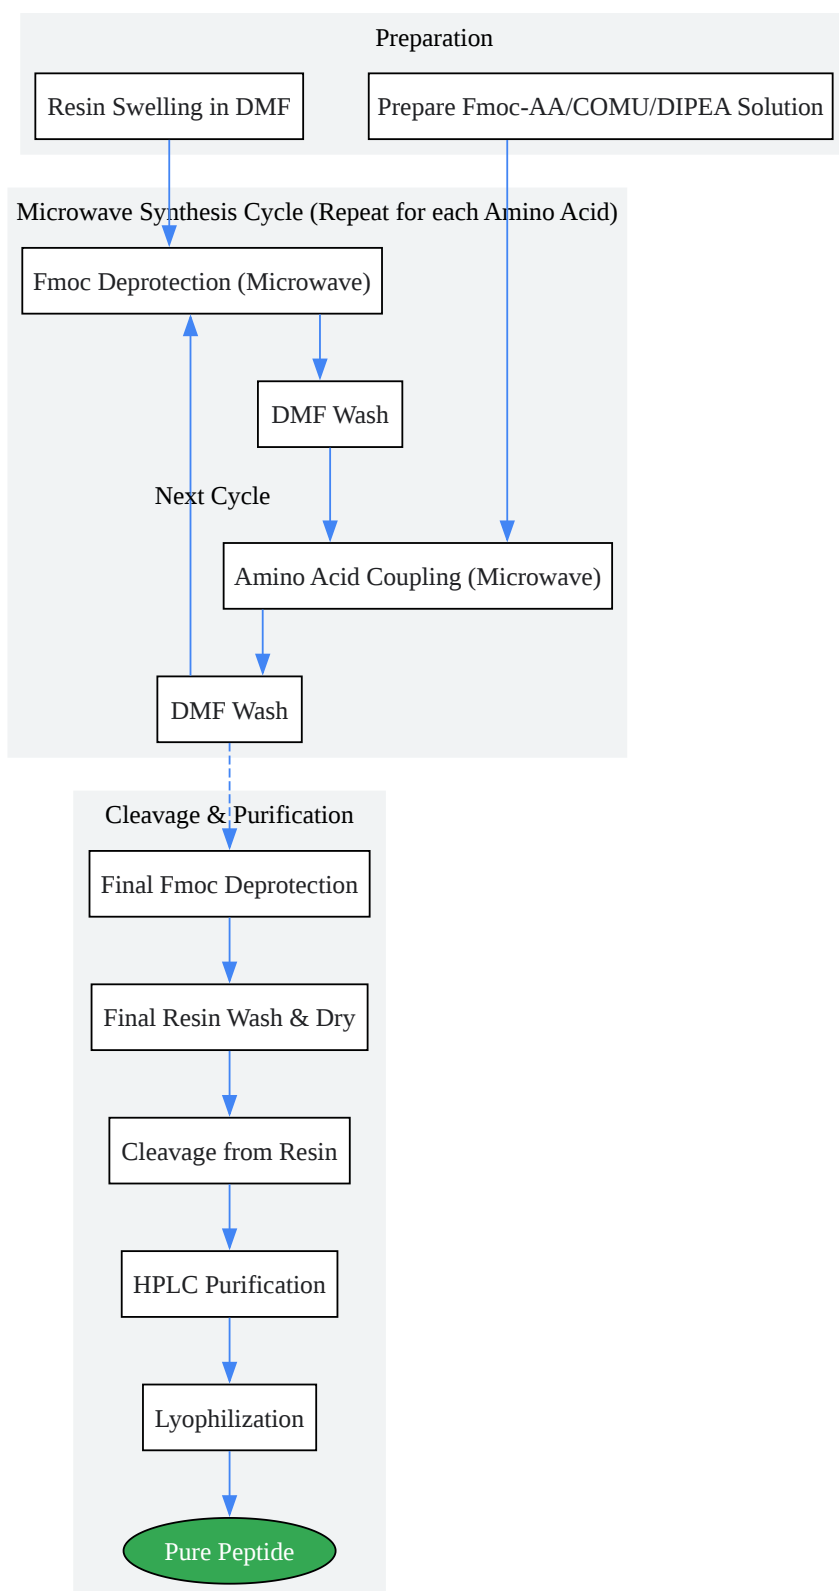 Preparation
Resin Swelling in DMF
Prepare Fmoc-AA/COMU/DIPEA Solution
Microwave Synthesis Cycle (Repeat for each Amino Acid)
Fmoc Deprotection (Microwave)
DMF Wash
Next Cycle
Amino Acid Coupling (Microwave)
DMF Wash
Cleavage & Purification
Final Fmoc Deprotection
Final Resin Wash & Dry
Cleavage from Resin
HPLC Purification
Lyophilization
Pure Peptide